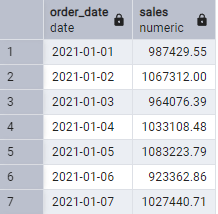 order_date sales
date numeric
1 2021-01-01 987429.55
2 2021-01-02 1067312.00
3 2021-01-03 964076.39
4 2021-01-04 1033108.48
5 2021-01-05 1083223.79
6 2021-01-06 923362.86
7 2021-01-07 1027440.71